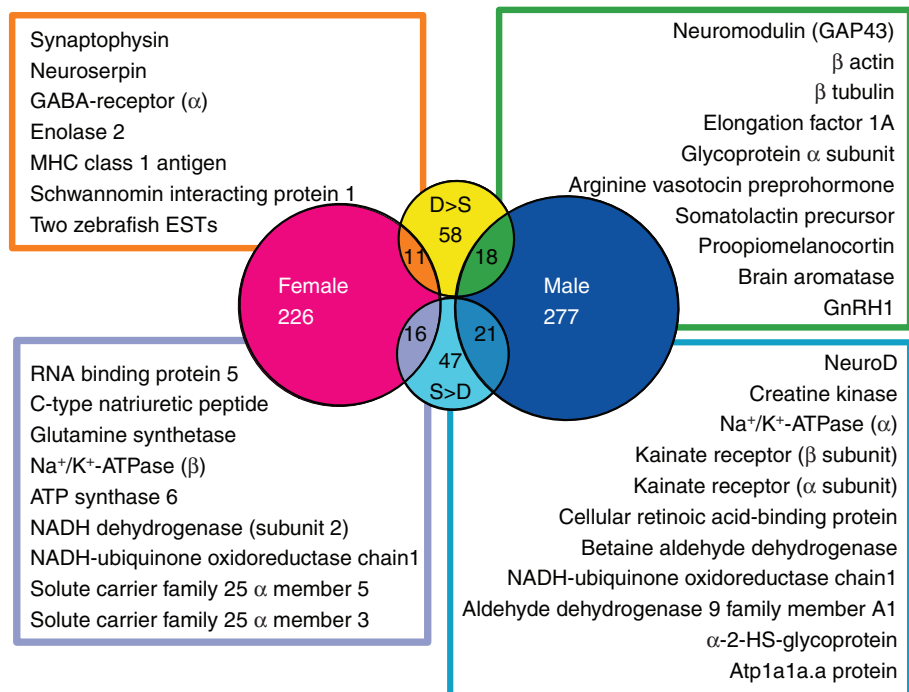 Synaptophysin
Neuroserpin
GABA-receptor (α)
Enolase 2
MHC class 1 antigen
Schwannomin interacting protein 1
Two zebrafish ESTs
Neuromodulin (GAP43)
β actin
β tubulin
Elongation factor 1A
Glycoprotein α subunit
Arginine vasotocin preprohormone
Somatolactin precursor
Proopiomelanocortin
Brain aromatase
GnRH1
D>S
58
11
18
Female
226
Male
277
16
21
47
S>D
RNA binding protein 5
C-type natriuretic peptide
Glutamine synthetase
Na⁺/K⁺-ATPase (β)
ATP synthase 6
NADH dehydrogenase (subunit 2)
NADH-ubiquinone oxidoreductase chain1
Solute carrier family 25 α member 5
Solute carrier family 25 α member 3
NeuroD
Creatine kinase
Na⁺/K⁺-ATPase (α)
Kainate receptor (β subunit)
Kainate receptor (α subunit)
Cellular retinoic acid-binding protein
Betaine aldehyde dehydrogenase
NADH-ubiquinone oxidoreductase chain1
Aldehyde dehydrogenase 9 family member A1
α-2-HS-glycoprotein
Atp1a1a.a protein